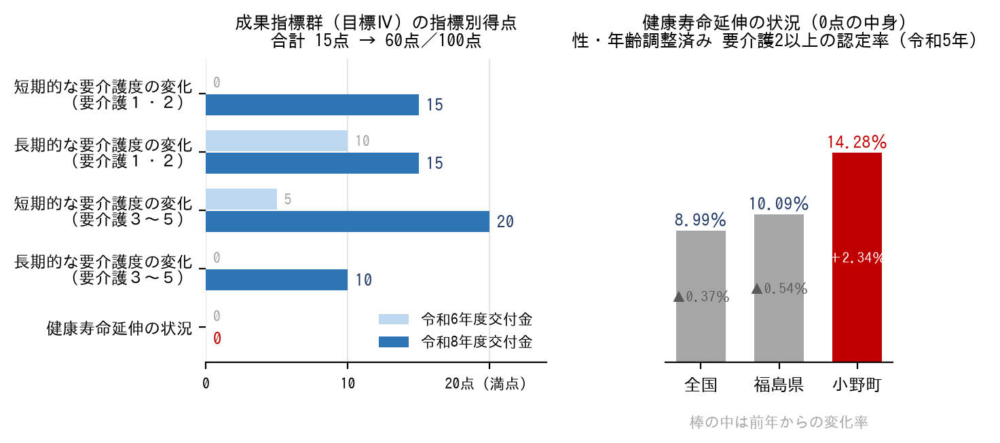 成果指標群（目標Ⅳ）の指標別得点
合計 15点 → 60点／100点
短期的な要介護度の変化
（要介護１・２）
0
15
長期的な要介護度の変化
（要介護１・２）
10
15
短期的な要介護度の変化
（要介護３～５）
5
20
長期的な要介護度の変化
（要介護３～５）
0
10
健康寿命延伸の状況
0
0
令和6年度交付金
令和8年度交付金
0
10
20点（満点）
健康寿命延伸の状況（0点の中身）
性・年齢調整済み 要介護2以上の認定率（令和5年）
8.99%
10.09%
14.28%
▲0.37%
▲0.54%
+2.34%
全国
福島県
小野町
棒の中は前年からの変化率